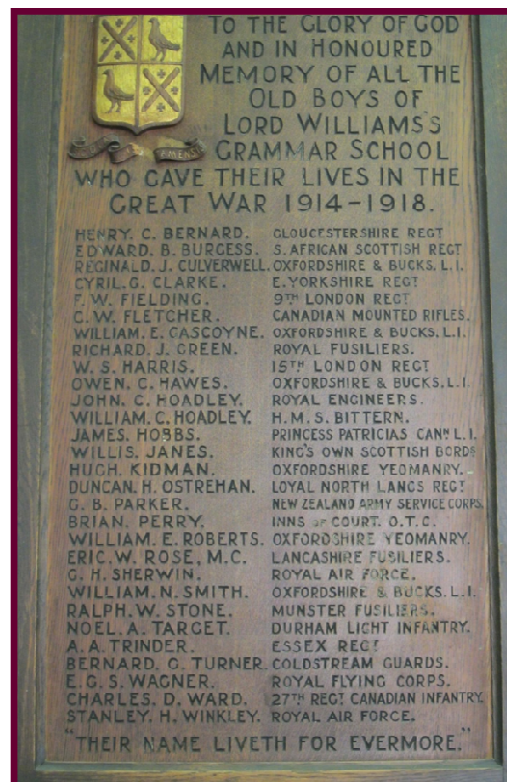 TO THE GLORY OF GOD
AND IN HONOURED
MEMORY OF ALL THE
OLD BOYS OF
LORD WILLIAMS'S
GRAMMAR SCHOOL
WHO GAVE THEIR LIVES IN THE
GREAT WAR 1914-1918.
HENRY. C. BERNARD. GLOUCESTERSHIRE REGT
EDWARD. B. BURGESS. S. AFRICAN SCOTTISH REGT
REGINALD. J. CULVERWELL. OXFORDSHIRE & BUCKS. L.I.
CYRIL. G. CLARKE. E. YORKSHIRE REGT
F. W. FIELDING. 9TH LONDON REGT
C. W. FLETCHER. CANADIAN MOUNTED RIFLES.
WILLIAM. E. GASCOYNE. OXFORDSHIRE & BUCKS. L.I.
RICHARD. J. GREEN. ROYAL FUSILIERS.
W. S. HARRIS. 15TH LONDON REGT
OWEN. C. HAWES. OXFORDSHIRE & BUCKS. L.I.
JOHN. C. HOADLEY. ROYAL ENGINEERS.
WILLIAM. C. HOADLEY. H.M.S. BITTERN.
JAMES. HOBBS. PRINCESS PATRICIAS CANN L.I.
WILLIS. JANES. KING'S OWN SCOTTISH BORDS
HUGH. KIDMAN. OXFORDSHIRE YEOMANRY.
DUNCAN. H. OSTREHAN. LOYAL NORTH LANCS REGT
G. B. PARKER. NEW ZEALAND ARMY SERVICE CORPS.
BRIAN. PERRY. INNS OF COURT. O.T.C.
WILLIAM. E. ROBERTS. OXFORDSHIRE YEOMANRY.
ERIC. W. ROSE, M.C. LANCASHIRE FUSILIERS.
G. H. SHERWIN. ROYAL AIR FORCE.
WILLIAM. N. SMITH. OXFORDSHIRE & BUCKS. L.I.
RALPH. W. STONE. MUNSTER FUSILIERS.
NOEL. A. TARGET. DURHAM LIGHT INFANTRY.
A. A. TRINDER. ESSEX REGT
BERNARD. G. TURNER. COLDSTREAM GUARDS.
E. G. S. WAGNER. ROYAL FLYING CORPS.
CHARLES. D. WARD. 27TH REGT CANADIAN INFANTRY.
STANLEY. H. WINKLEY. ROYAL AIR FORCE.
"THEIR NAME LIVETH FOR EVERMORE."